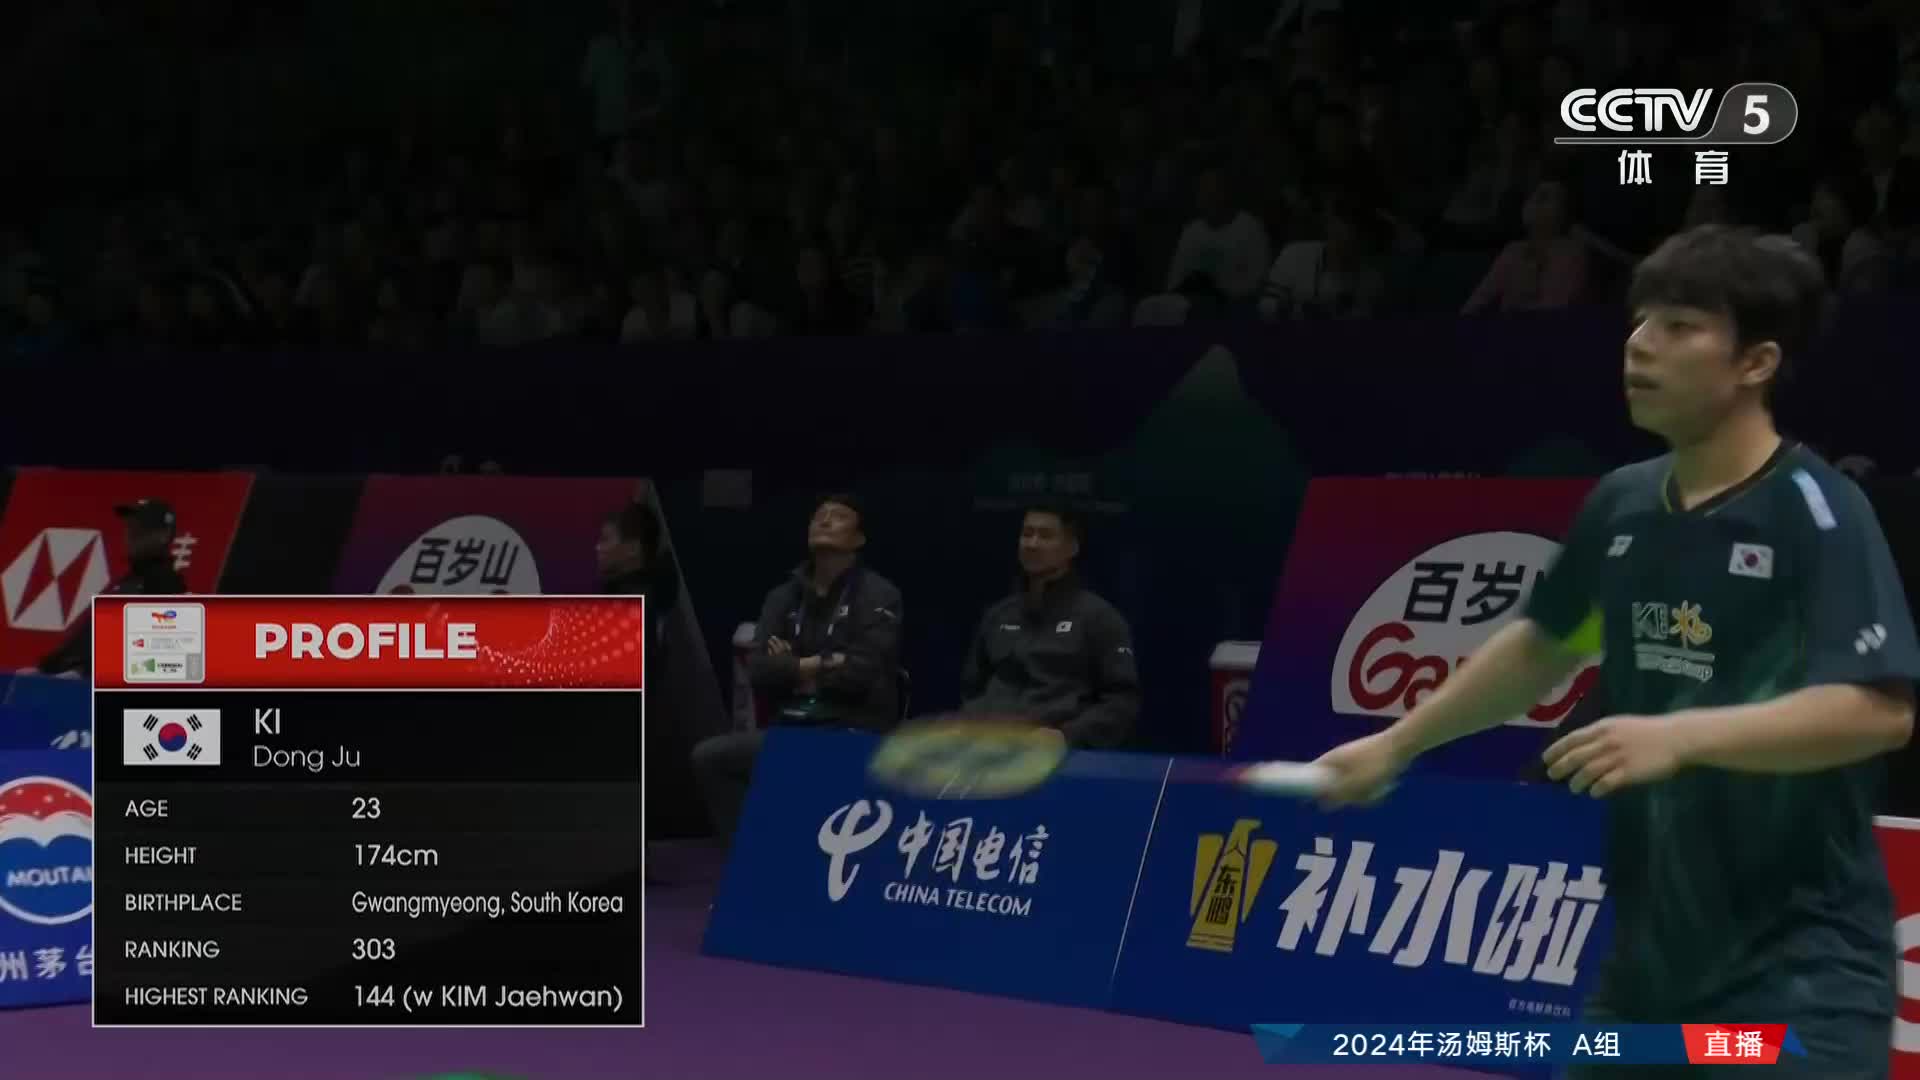 CCTV 5
体育
百岁山
百岁
KI
PROFILE
KI
Dong Ju
AGE 23
HEIGHT 174cm
BIRTHPLACE Gwangmyeong, South Korea
RANKING 303
HIGHEST RANKING 144 (w KIM Jaehwan)
MOUTAI
州茅台
中国电信
CHINA TELECOM
东鹏
补水啦
2024年汤姆斯杯 A组
直播